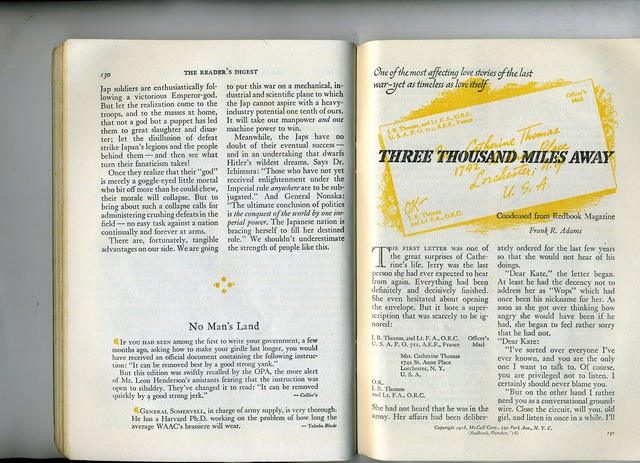 130
THE READER'S DIGEST
Jap soldiers are enthusiastically fol-
lowing a victorious Emperor-god.
But let the realization come to the
troops, and to the masses at home,
that not a god but a puppet has led
them to great slaughter and disas-
ter; let the disillusion of defeat
strike Japan's legions and the people
behind them — and then see what
turn their fanaticism takes!
Once they realize that their "god"
is merely a goggle-eyed little mortal
who bit off more than he could chew,
their morale will collapse. But to
bring about such a collapse calls for
administering crushing defeats in the
field — no easy task against a nation
continually and forever at arms.
There are, fortunately, tangible
advantages on our side. We are going
to put this war on a mechanical, in-
dustrial and scientific plane to which
the Jap cannot aspire with a heavy-
industry potential one tenth of ours.
It will take our manpower and our
machine power to win.
Meanwhile, the Japs have no
doubt of their eventual success —
and in an undertaking that dwarfs
Hitler's wildest dreams. Says Dr.
Ichimura: "Those who have not yet
received enlightenment under the
Imperial rule anywhere are to be sub-
jugated." And General Nonaka:
"The ultimate conclusion of politics
is the conquest of the world by one im-
perial power. The Japanese nation is
bracing herself to fill her destined
role." We shouldn't underestimate
the strength of people like this.
No Man's Land
IF YOU HAD BEEN among the first to write your government, a few
months ago, asking how to make your girdle last longer, you would
have received an official document containing the following instruc-
tion: "It can be removed best by a good strong yank."
But this edition was swiftly recalled by the OPA, the more alert
of Mr. Leon Henderson's assistants fearing that the instruction was
open to ribaldry. They've changed it to read: "It can be removed
quickly by a good strong jerk."
— Collier's
GENERAL SOMERVELL, in charge of army supply, is very thorough.
He has a Harvard Ph.D. working on the problem of how long the
average WAAC's brassiere will wear.
— Toledo Blade
One of the most affecting love stories of the last
war — yet as timeless as love itself
Officer's
Mail
J. B. Thomas, 2nd Lt. F.A., O.R.C.
U. S. A. P. O. 711, A.E.F., France
Mrs. Catherine Thomas
1742 St. Anne Place
Lorchester, N.Y.
U. S. A.
THREE THOUSAND MILES AWAY
OK—
J. B. Thomas
2nd Lt. F.A., O.R.C.
Condensed from Redbook Magazine
Frank R. Adams
THE FIRST LETTER was one of
the great surprises of Cathe-
rine's life. Jerry was the last
person she had ever expected to hear
from again. Everything had been
definitely and decisively finished.
She even hesitated about opening
the envelope. But it bore a super-
scription that was scarcely to be ig-
nored:
J. B. Thomas, 2nd Lt. F.A., O.R.C. Officer's
U. S. A. P. O. 711, A.E.F., France Mail
Mrs. Catherine Thomas
1742 St. Anne Place
Lorchester, N.Y.
U. S. A.
O.K.
J. B. Thomas
2nd Lt. F.A., O.R.C.
She had not heard that he was in the
army. Her affairs had been deliber-
ately ordered for the last few years
so that she would not hear of his
doings.
"Dear Kate," the letter began.
At least he had the decency not to
address her as "Wops" which had
once been his nickname for her. As
soon as she got over thinking how
angry she would have been if he
had, she began to feel rather sorry
that he had not.
"Dear Kate:
"I've sorted over everyone I've
ever known, and you are the only
one I want to talk to. Of course,
you are privileged not to listen. I
certainly should never blame you.
"But on the other hand I rather
need you as a conversational ground-
wire. Close the circuit, will you, old
girl, and listen in once in a while. I'll
Copyright 1918, McCall Corp., 230 Park Ave., N. Y. C.
(Redbook, October, '18)
131